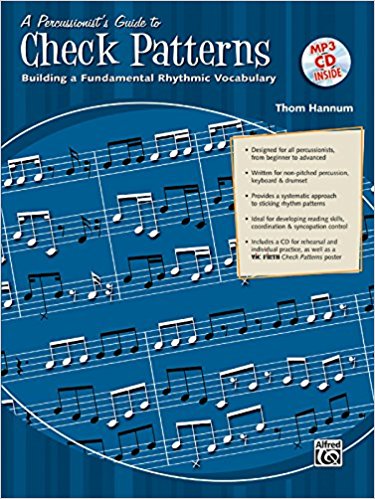 A Percussionist's Guide to
Check Patterns
Building a Fundamental Rhythmic Vocabulary
MP3
CD
INSIDE
Thom Hannum
• Designed for all percussionists,
from beginner to advanced
• Written for non-pitched percussion,
keyboard & drumset
• Provides a systematic approach
to sticking rhythm patterns
• Ideal for developing reading skills,
coordination & syncopation control
• Includes a CD for rehearsal and
individual practice, as well as a
VIC FIRTH Check Patterns poster
Alfred